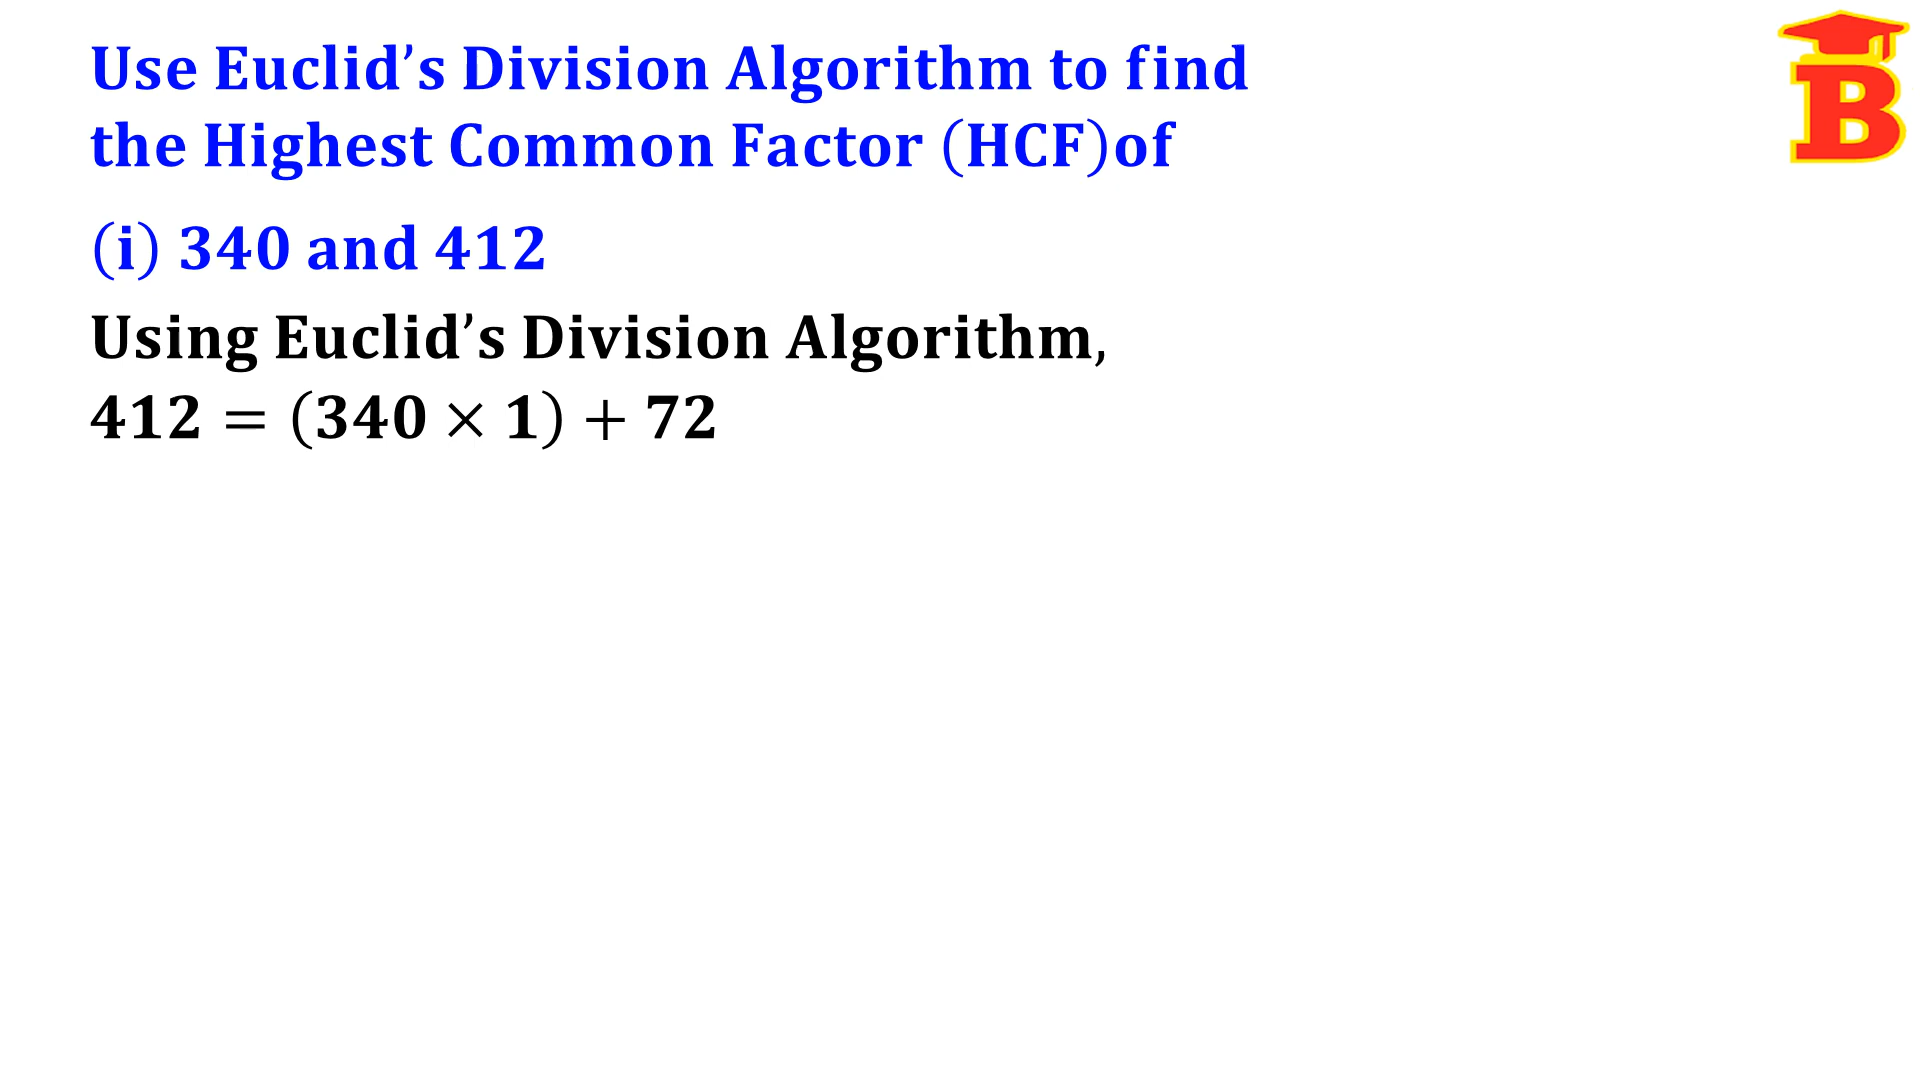 Use Euclid’s Division Algorithm to find
the Highest Common Factor (HCF)of
(i) 340 and 412
Using Euclid’s Division Algorithm,
412 = (340 × 1) + 72
B